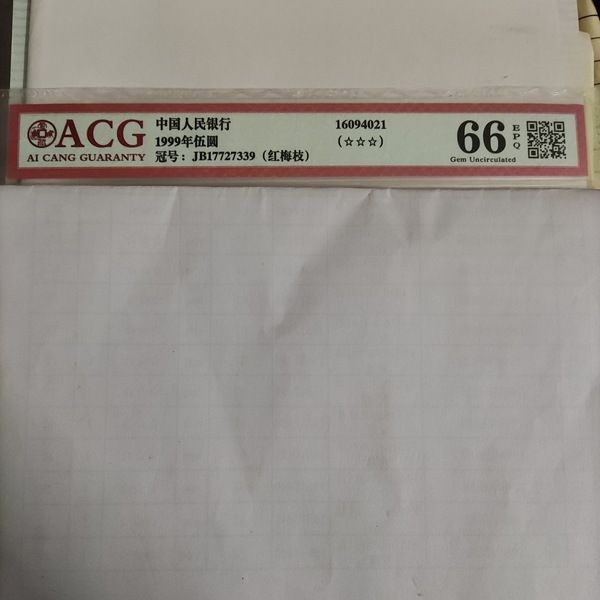 ACG
AI CANG GUARANTY
中国人民银行
1999年伍圆
冠号：JB17727339（红梅枝）
16094021
（☆☆☆）
66
EPQ
Gem Uncirculated